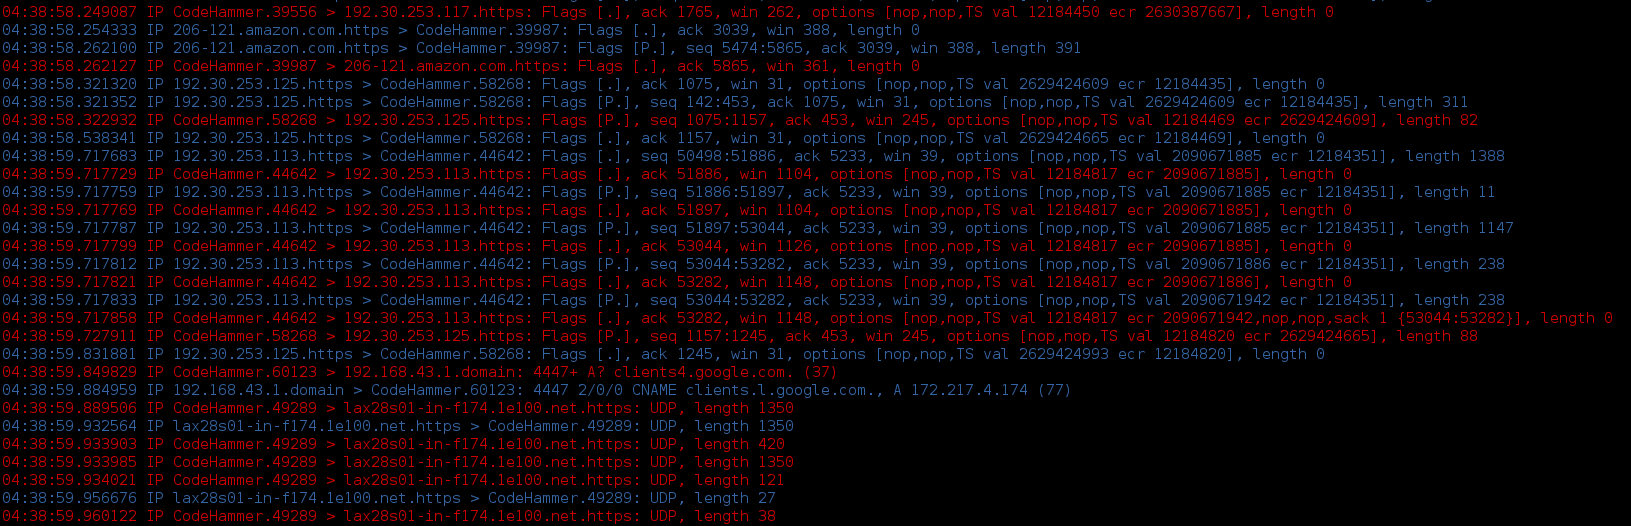 04:38:58.249087 IP CodeHammer.39556 > 192.30.253.117.https: Flags [.], ack 1765, win 262, options [nop,nop,TS val 12184450 ecr 2630387667], length 0
04:38:58.254333 IP 206-121.amazon.com.https > CodeHammer.39987: Flags [.], ack 3039, win 388, length 0
04:38:58.262100 IP 206-121.amazon.com.https > CodeHammer.39987: Flags [P.], seq 5474:5865, ack 3039, win 388, length 391
04:38:58.262127 IP CodeHammer.39987 > 206-121.amazon.com.https: Flags [.], ack 5865, win 361, length 0
04:38:58.321320 IP 192.30.253.125.https > CodeHammer.58268: Flags [.], ack 1075, win 31, options [nop,nop,TS val 2629424609 ecr 12184435], length 0
04:38:58.321352 IP 192.30.253.125.https > CodeHammer.58268: Flags [P.], seq 142:453, ack 1075, win 31, options [nop,nop,TS val 2629424609 ecr 12184435], length 311
04:38:58.322932 IP CodeHammer.58268 > 192.30.253.125.https: Flags [P.], seq 1075:1157, ack 453, win 245, options [nop,nop,TS val 12184469 ecr 2629424609], length 82
04:38:58.538341 IP 192.30.253.125.https > CodeHammer.58268: Flags [.], ack 1157, win 31, options [nop,nop,TS val 2629424665 ecr 12184469], length 0
04:38:59.717683 IP 192.30.253.113.https > CodeHammer.44642: Flags [.], seq 50498:51886, ack 5233, win 39, options [nop,nop,TS val 2090671885 ecr 12184351], length 1388
04:38:59.717729 IP CodeHammer.44642 > 192.30.253.113.https: Flags [.], ack 51886, win 1104, options [nop,nop,TS val 12184817 ecr 2090671885], length 0
04:38:59.717759 IP 192.30.253.113.https > CodeHammer.44642: Flags [P.], seq 51886:51897, ack 5233, win 39, options [nop,nop,TS val 2090671885 ecr 12184351], length 11
04:38:59.717769 IP CodeHammer.44642 > 192.30.253.113.https: Flags [.], ack 51897, win 1104, options [nop,nop,TS val 12184817 ecr 2090671885], length 0
04:38:59.717787 IP 192.30.253.113.https > CodeHammer.44642: Flags [P.], seq 51897:53044, ack 5233, win 39, options [nop,nop,TS val 2090671885 ecr 12184351], length 1147
04:38:59.717799 IP CodeHammer.44642 > 192.30.253.113.https: Flags [.], ack 53044, win 1126, options [nop,nop,TS val 12184817 ecr 2090671885], length 0
04:38:59.717812 IP 192.30.253.113.https > CodeHammer.44642: Flags [P.], seq 53044:53282, ack 5233, win 39, options [nop,nop,TS val 2090671886 ecr 12184351], length 238
04:38:59.717821 IP CodeHammer.44642 > 192.30.253.113.https: Flags [.], ack 53282, win 1148, options [nop,nop,TS val 12184817 ecr 2090671886], length 0
04:38:59.717833 IP 192.30.253.113.https > CodeHammer.44642: Flags [P.], seq 53044:53282, ack 5233, win 39, options [nop,nop,TS val 2090671942 ecr 12184351], length 238
04:38:59.717858 IP CodeHammer.44642 > 192.30.253.113.https: Flags [.], ack 53282, win 1148, options [nop,nop,TS val 12184817 ecr 2090671942,nop,nop,sack 1 {53044:53282}], length 0
04:38:59.727911 IP CodeHammer.58268 > 192.30.253.125.https: Flags [P.], seq 1157:1245, ack 453, win 245, options [nop,nop,TS val 12184820 ecr 2629424665], length 88
04:38:59.831881 IP 192.30.253.125.https > CodeHammer.58268: Flags [.], ack 1245, win 31, options [nop,nop,TS val 2629424993 ecr 12184820], length 0
04:38:59.849829 IP CodeHammer.60123 > 192.168.43.1.domain: 4447+ A? clients4.google.com. (37)
04:38:59.884959 IP 192.168.43.1.domain > CodeHammer.60123: 4447 2/0/0 CNAME clients.l.google.com., A 172.217.4.174 (77)
04:38:59.889506 IP CodeHammer.49289 > lax28s01-in-f174.1e100.net.https: UDP, length 1350
04:38:59.932564 IP lax28s01-in-f174.1e100.net.https > CodeHammer.49289: UDP, length 1350
04:38:59.933903 IP CodeHammer.49289 > lax28s01-in-f174.1e100.net.https: UDP, length 420
04:38:59.933985 IP CodeHammer.49289 > lax28s01-in-f174.1e100.net.https: UDP, length 1350
04:38:59.934021 IP CodeHammer.49289 > lax28s01-in-f174.1e100.net.https: UDP, length 121
04:38:59.956676 IP lax28s01-in-f174.1e100.net.https > CodeHammer.49289: UDP, length 27
04:38:59.960122 IP CodeHammer.49289 > lax28s01-in-f174.1e100.net.https: UDP, length 38